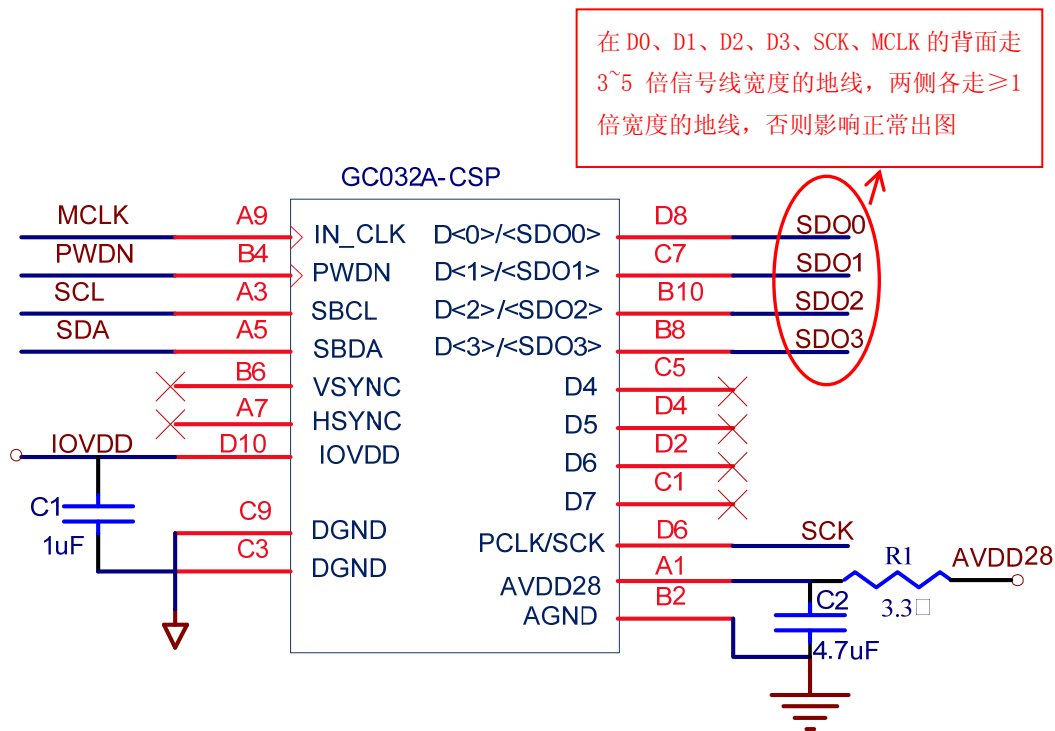 在 D0、D1、D2、D3、SCK、MCLK 的背面走
3~5 倍信号线宽度的地线，两侧各走≥1
倍宽度的地线，否则影响正常出图
GC032A-CSP
MCLK A9 IN_CLK D<0>/<SDO0> D8 SDO0
PWDN B4 PWDN D<1>/<SDO1> C7 SDO1
SCL A3 SBCL D<2>/<SDO2> B10 SDO2
SDA A5 SBDA D<3>/<SDO3> B8 SDO3
B6 VSYNC D4 C5
A7 HSYNC D5 D4
IOVDD D10 IOVDD D6 D2
D7 C1
C1
1uF
C9 DGND PCLK/SCK D6 SCK
C3 DGND AVDD28 A1 R1 AVDD28
3.3
AGND B2 C2
4.7uF